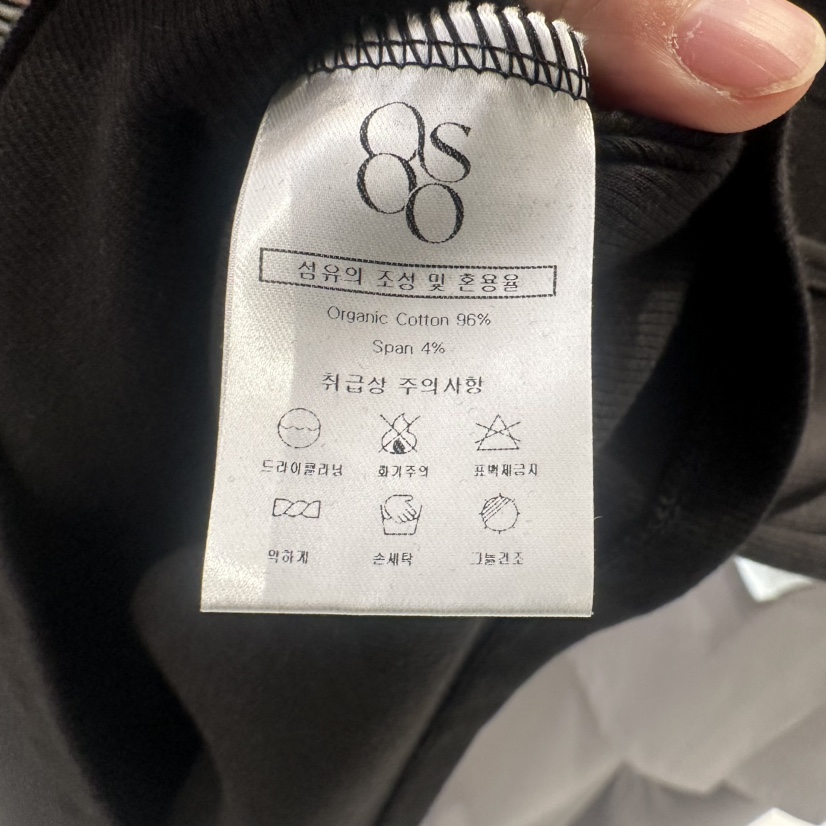 섬유의 조성 및 혼용율
Organic Cotton 96%
Span 4%
취급상 주의사항
드라이클리닝 화기주의 표백제금지
약하게 손세탁 그늘건조